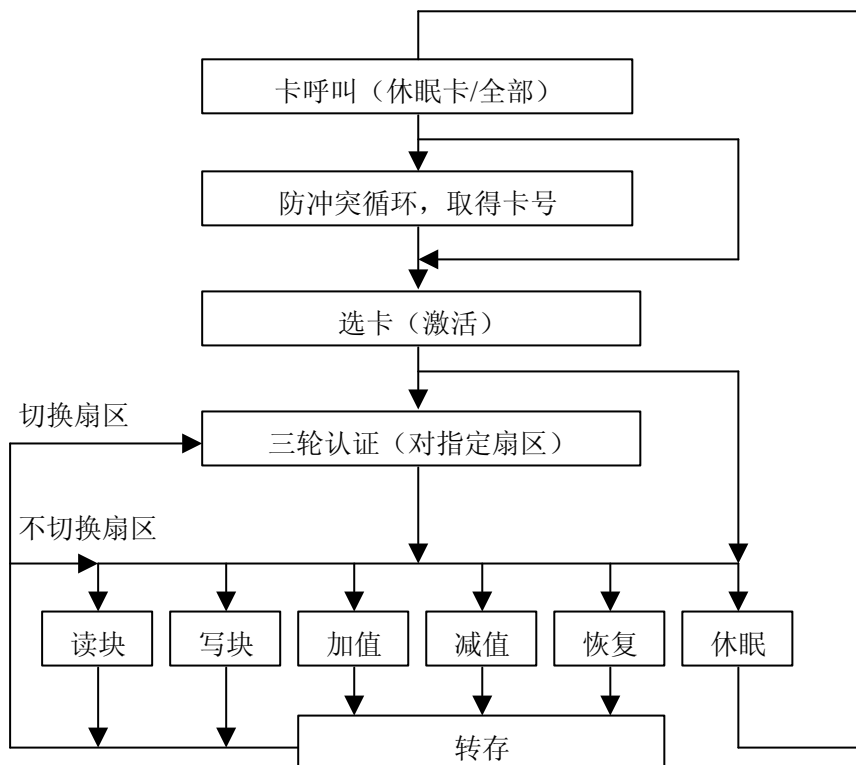 卡呼叫（休眠卡/全部）
防冲突循环，取得卡号
选卡（激活）
切换扇区
三轮认证（对指定扇区）
不切换扇区
读块
写块
加值
减值
恢复
休眠
转存